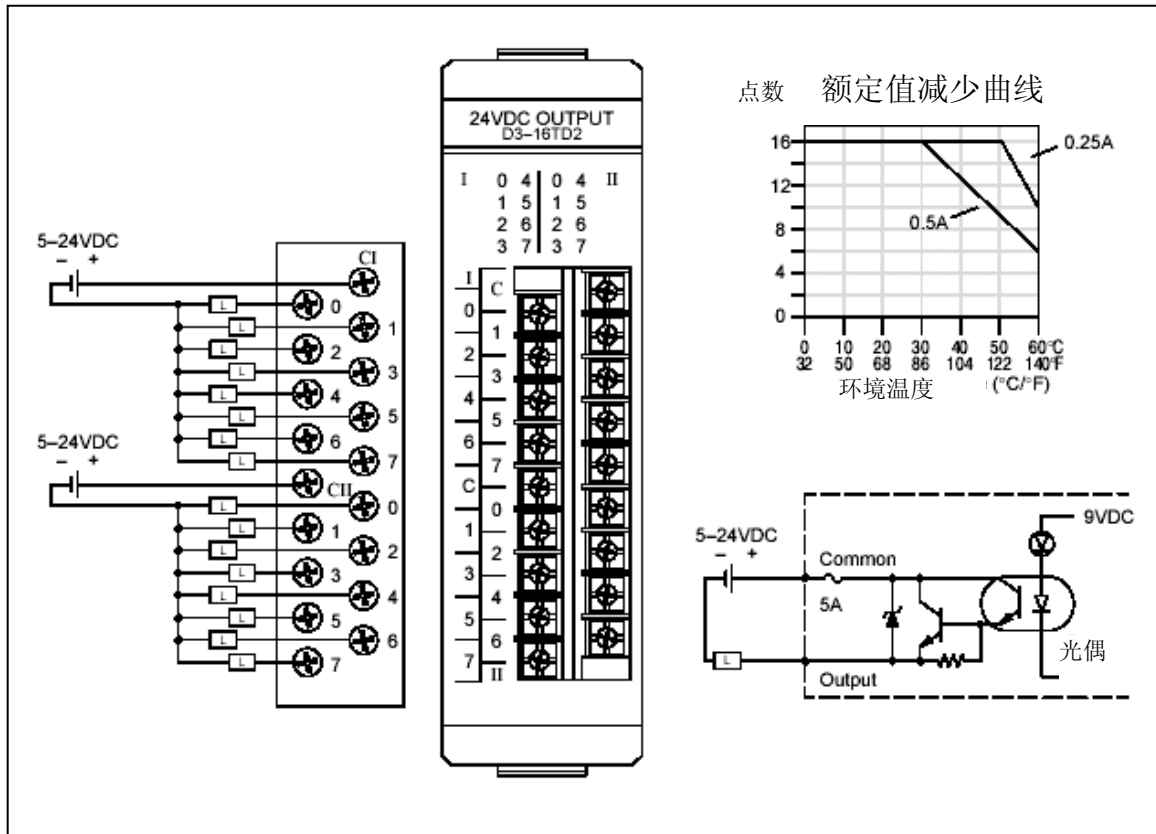 5–24VDC
– +
CI
L
0
L
1
L
2
L
3
L
4
L
5
L
6
L
7
5–24VDC
– +
CII
L
0
L
1
L
2
L
3
L
4
L
5
L
6
L
7
24VDC OUTPUT
D3–16TD2
I 0 4 0 4 II
1 5 1 5
2 6 2 6
3 7 3 7
I
C
0
1
2
3
4
5
6
7
C
0
1
2
3
4
5
6
7
II
点数 额定值减少曲线
16
12
8
4
0
0.25A
0.5A
0 10 20 30 40 50 60°C
32 50 68 86 104 122 140°F
环境温度 (°C/°F)
5–24VDC
– +
Common
5A
9VDC
L
Output
光偶